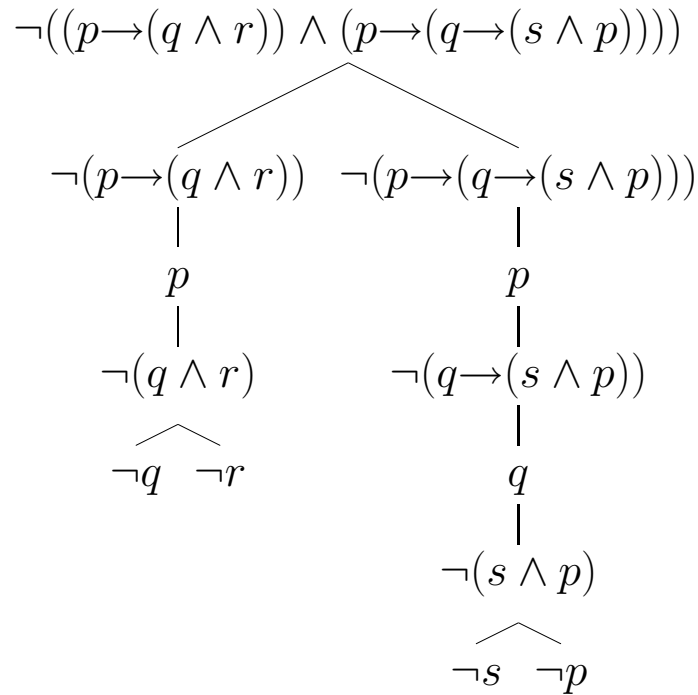 ¬((p→(q ∧ r)) ∧ (p→(q→(s ∧ p))))
¬(p→(q ∧ r)) ¬(p→(q→(s ∧ p)))
p p
¬(q ∧ r) ¬(q→(s ∧ p))
¬q ¬r q
¬(s ∧ p)
¬s ¬p